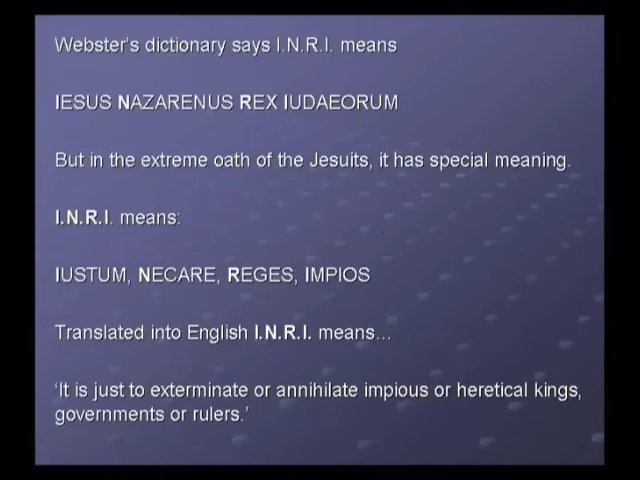 Webster's dictionary says I.N.R.I. means
IESUS NAZARENUS REX IUDAEORUM
But in the extreme oath of the Jesuits, it has special meaning.
I.N.R.I. means:
IUSTUM, NECARE, REGES, IMPIOS
Translated into English I.N.R.I. means...
'It is just to exterminate or annihilate impious or heretical kings,
governments or rulers.'